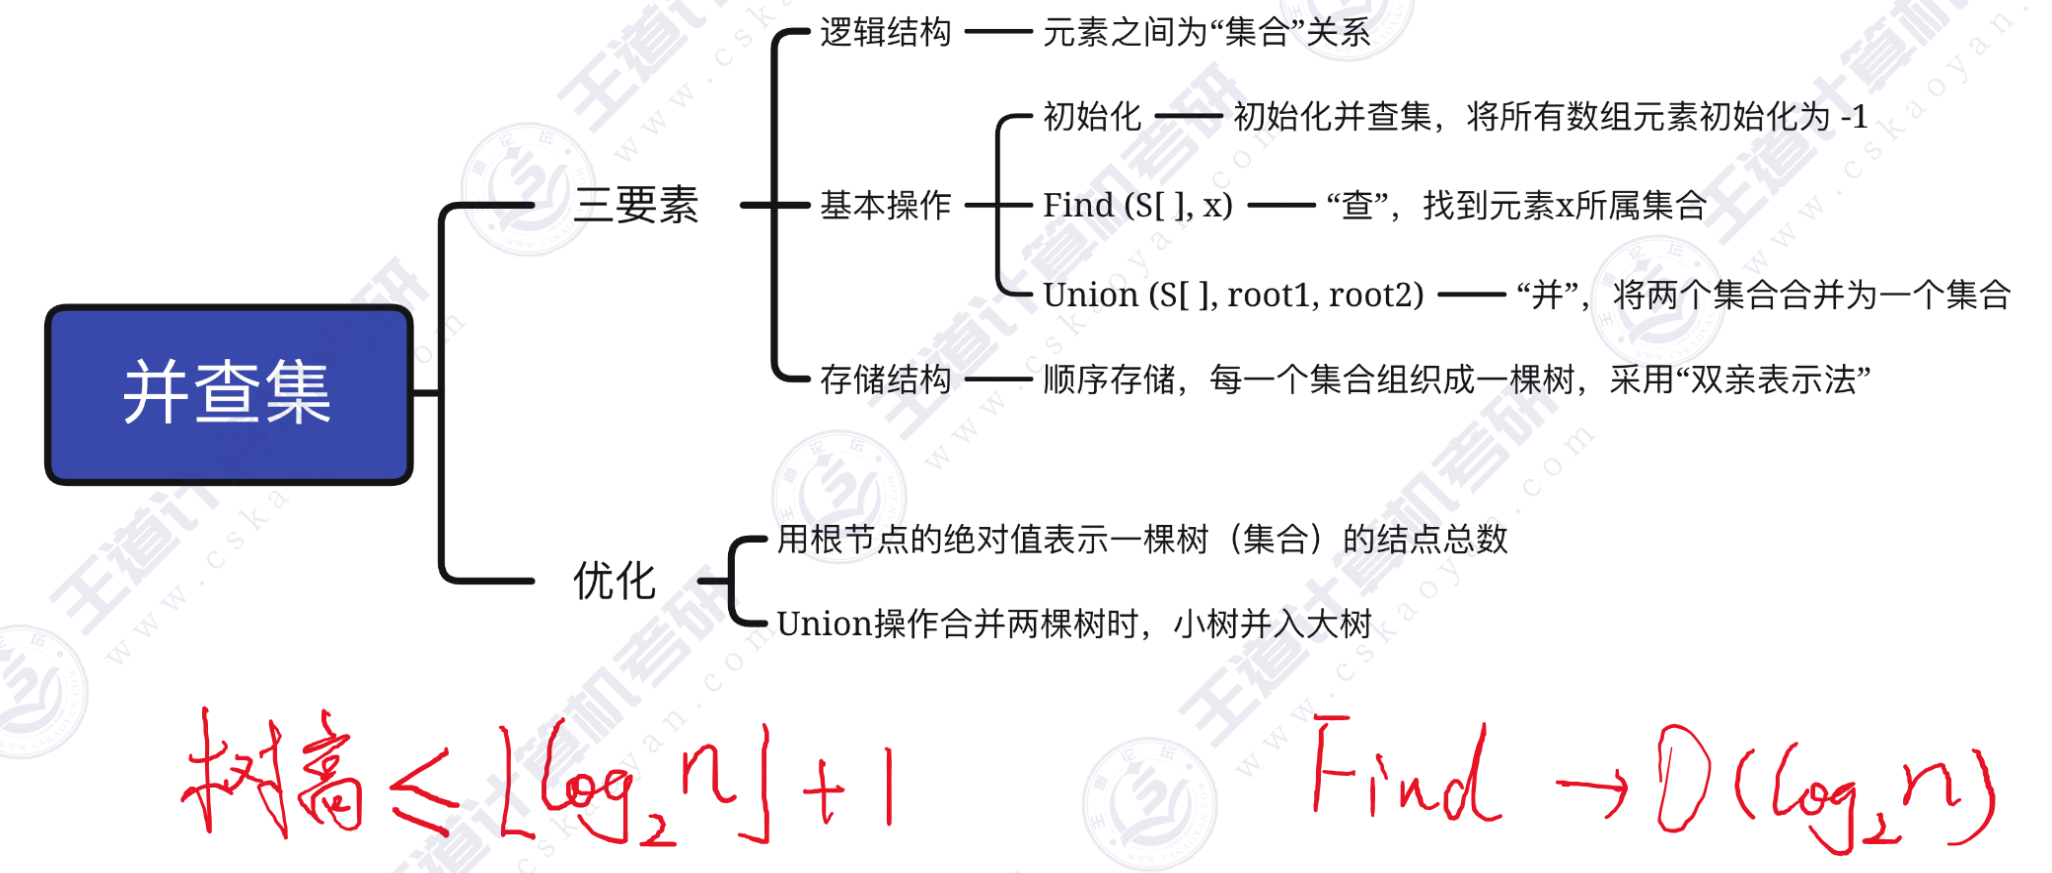 并查集
三要素
逻辑结构
元素之间为“集合”关系
基本操作
初始化
初始化并查集，将所有数组元素初始化为 -1
Find (S[ ], x)
“查”，找到元素x所属集合
Union (S[ ], root1, root2)
“并”，将两个集合合并为一个集合
存储结构
顺序存储，每一个集合组织成一棵树，采用“双亲表示法”
优化
用根节点的绝对值表示一棵树（集合）的结点总数
Union操作合并两棵树时，小树并入大树
树高≤⌊log₂n⌋+1
Find →O(log₂n)
王道计算机考研
www.cskaoyan.com